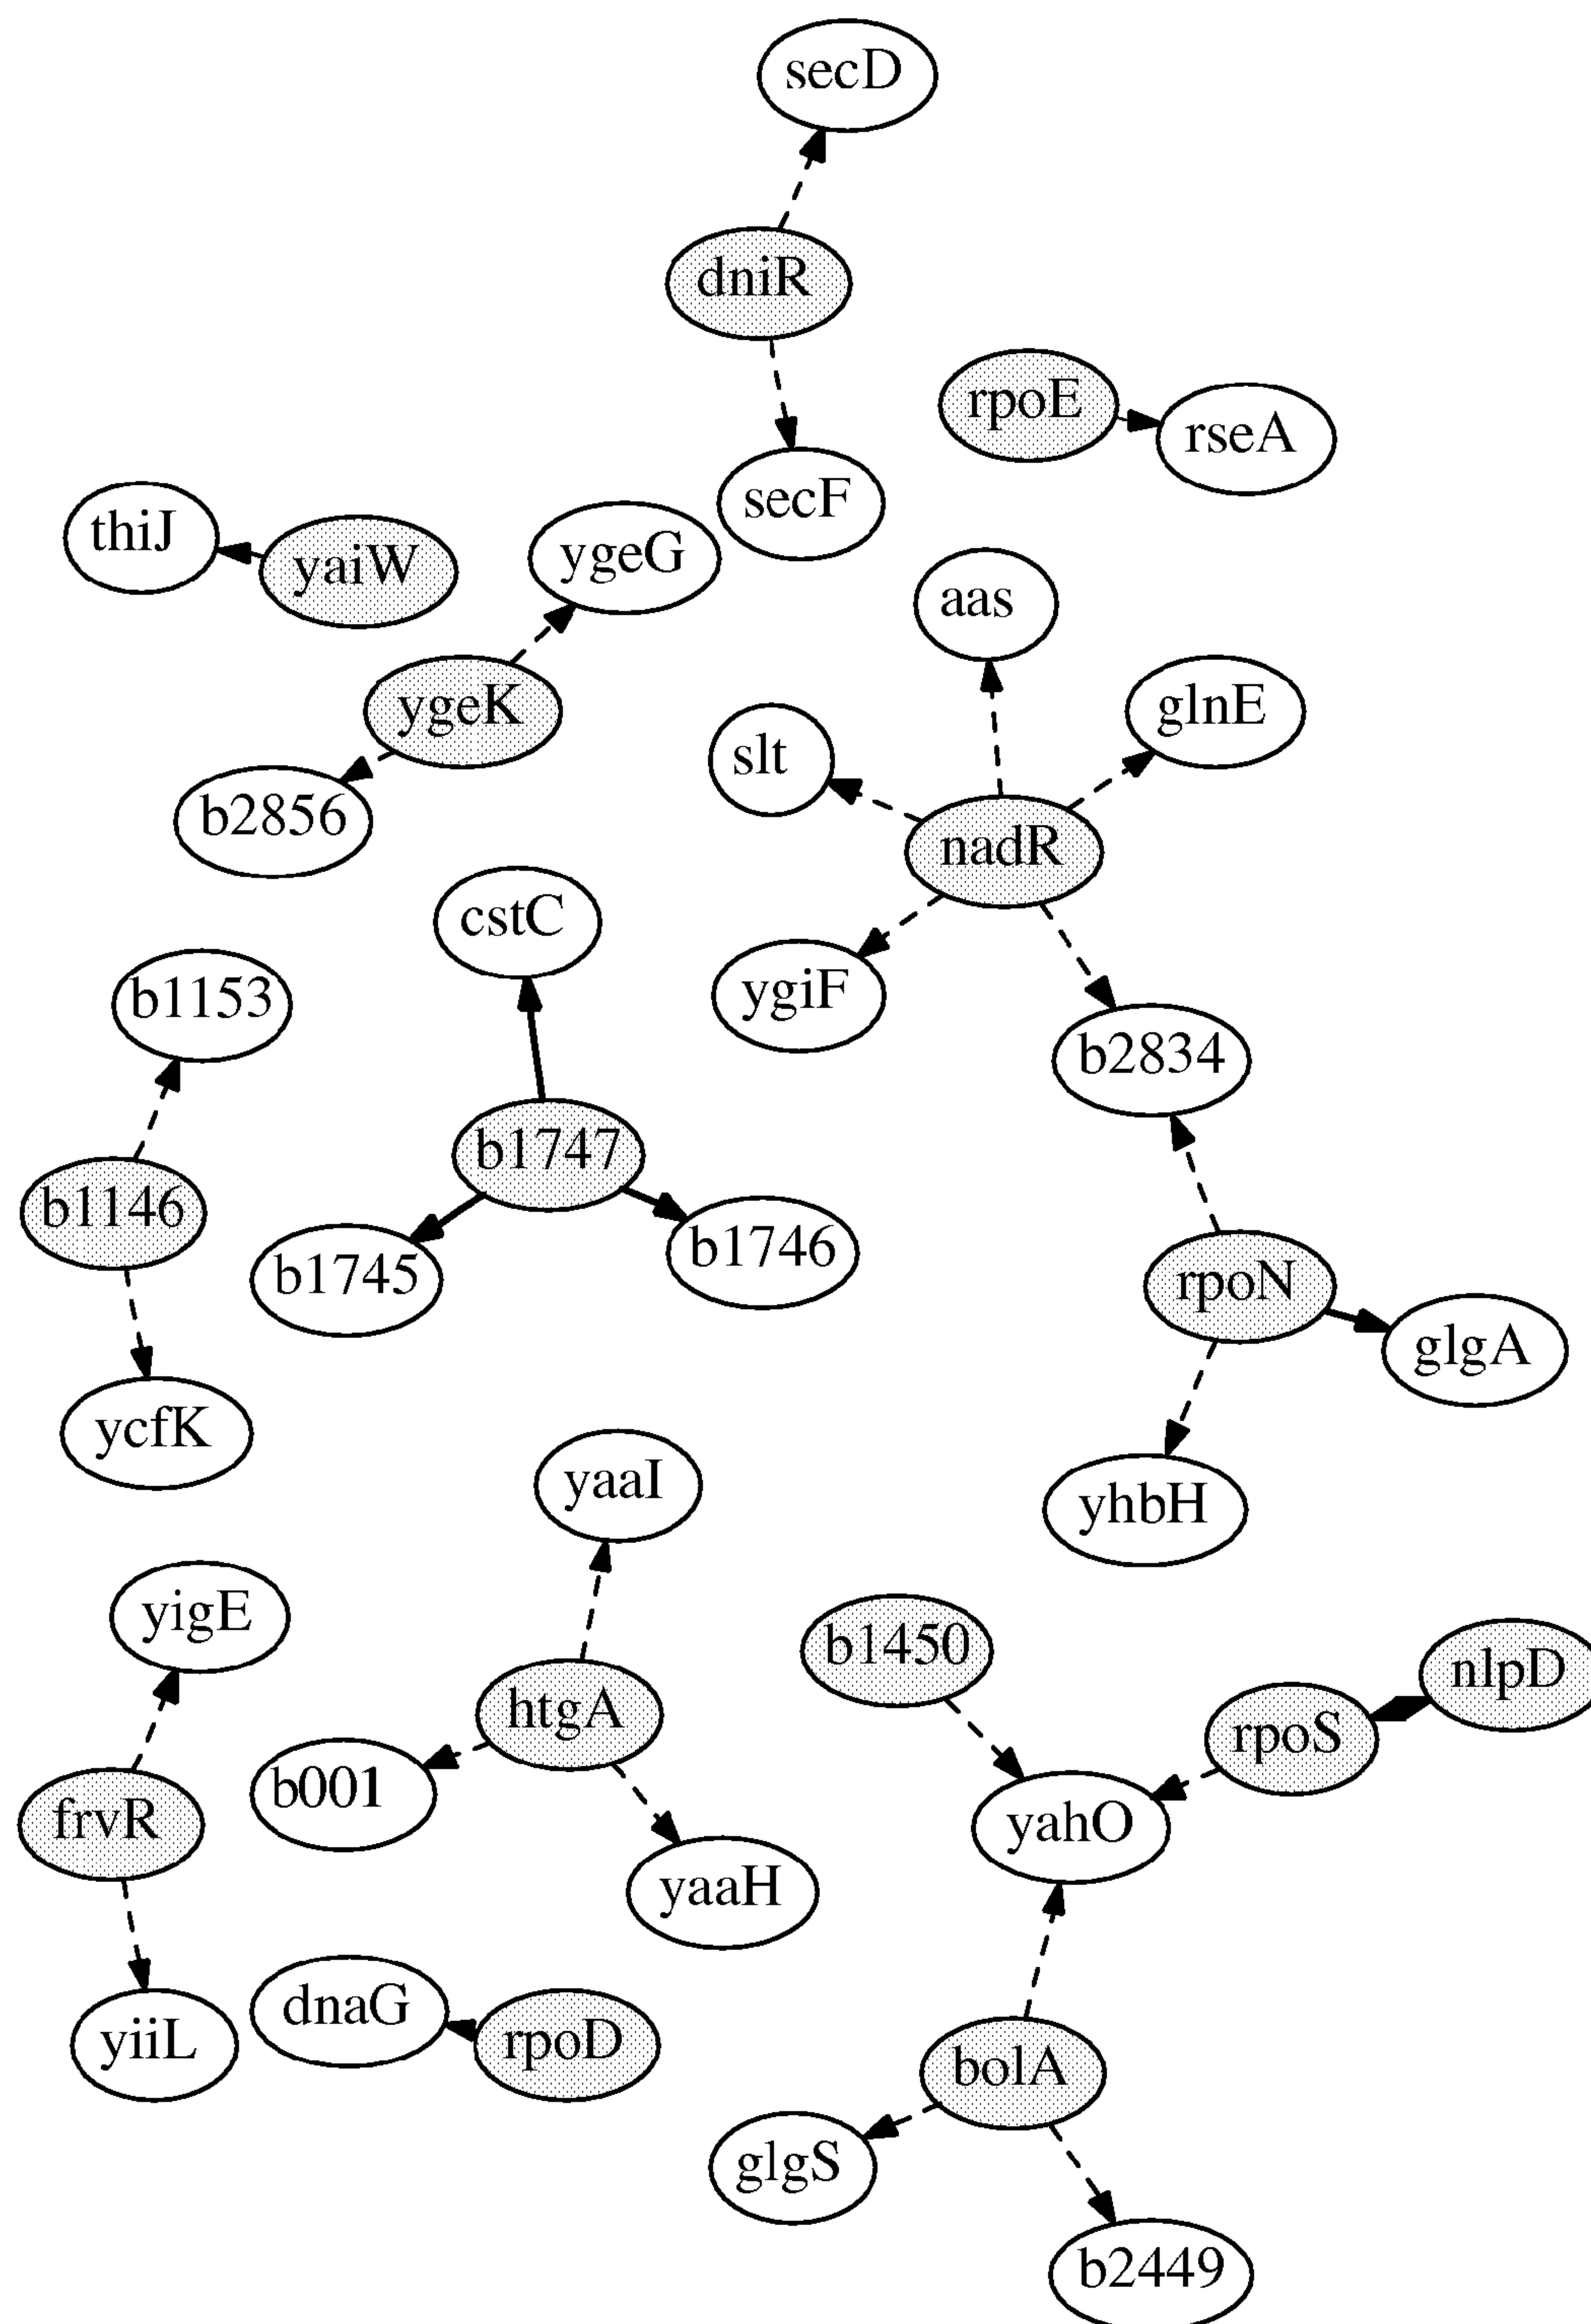 secD
dniR
rpoE
rseA
secF
thiJ
yaiW
ygeG
aas
ygeK
glnE
slt
b2856
nadR
cstC
ygiF
b1153
b2834
b1747
b1146
b1746
b1745
rpoN
glgA
ycfK
yaaI
yhbH
yigE
b1450
nlpD
htgA
rpoS
b001
frvR
yahO
yaaH
dnaG
rpoD
yiiL
bolA
glgS
b2449